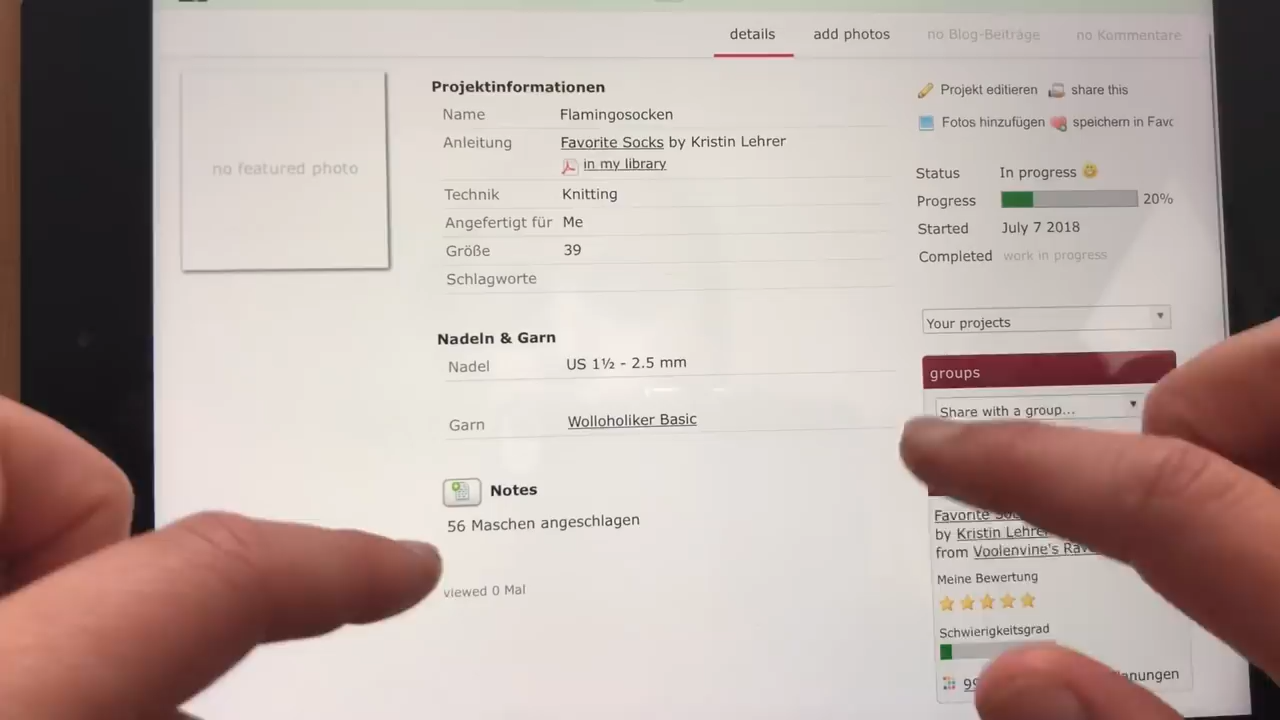 details add photos no Blog-Beiträge no Kommentare
no featured photo
Projektinformationen
Name Flamingosocken
Anleitung Favorite Socks by Kristin Lehrer
in my library
Technik Knitting
Angefertigt für Me
Größe 39
Schlagworte
Nadeln & Garn
Nadel US 1½ - 2.5 mm
Garn Wolloholiker Basic
Notes
56 Maschen angeschlagen
viewed 0 Mal
Projekt editieren share this
Fotos hinzufügen speichern in Favo
Status In progress
Progress 20%
Started July 7 2018
Completed work in progress
Your projects
groups
Share with a group...
Favorite
by Kristin Lehrer
from Voolenvine's Rav
Meine Bewertung
Schwierigkeitsgrad